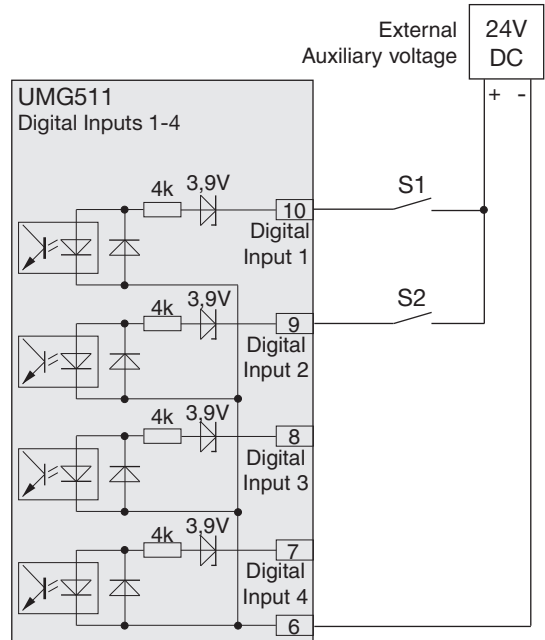 External 24V
Auxiliary voltage DC
+ -
UMG511
Digital Inputs 1-4
4k 3,9V
10
Digital
Input 1
S1
4k 3,9V
9
Digital
Input 2
S2
4k 3,9V
8
Digital
Input 3
4k 3,9V
7
Digital
Input 4
6